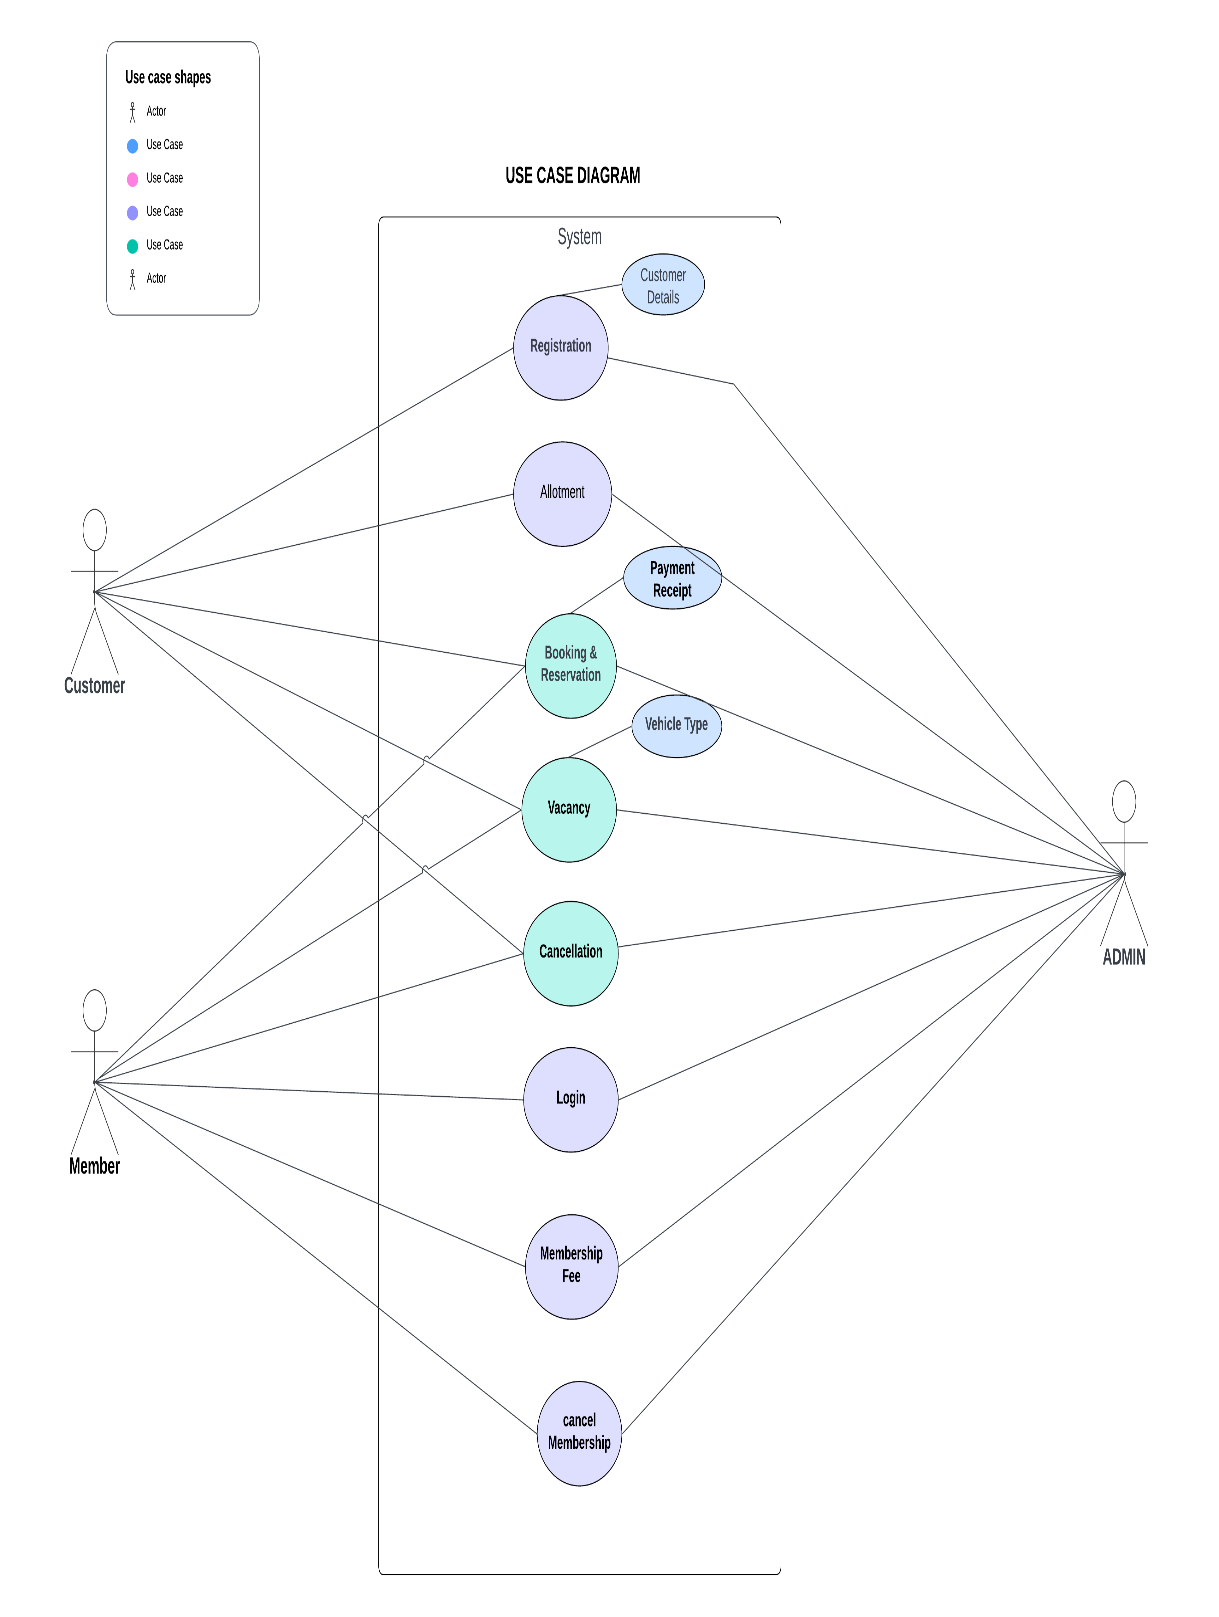 Use case shapes
Actor
Use Case
Use Case
Use Case
Use Case
Actor
USE CASE DIAGRAM
System
Customer
Details
Registration
Allotment
Payment
Receipt
Booking &
Reservation
Vehicle Type
Vacancy
Cancellation
Login
Membership
Fee
cancel
Membership
Customer
Member
ADMIN